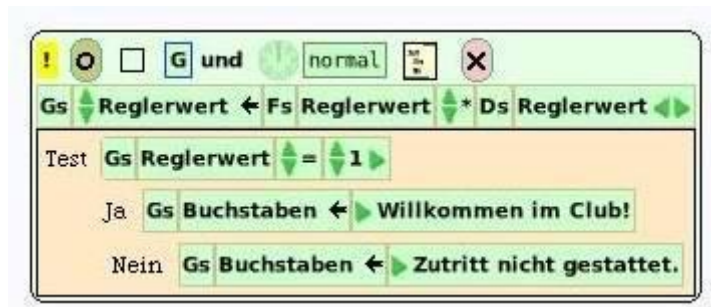 ! O G und normal X
Gs Reglerwert ← Fs Reglerwert * Ds Reglerwert
Test Gs Reglerwert = 1
Ja Gs Buchstaben ← Willkommen im Club!
Nein Gs Buchstaben ← Zutritt nicht gestattet.